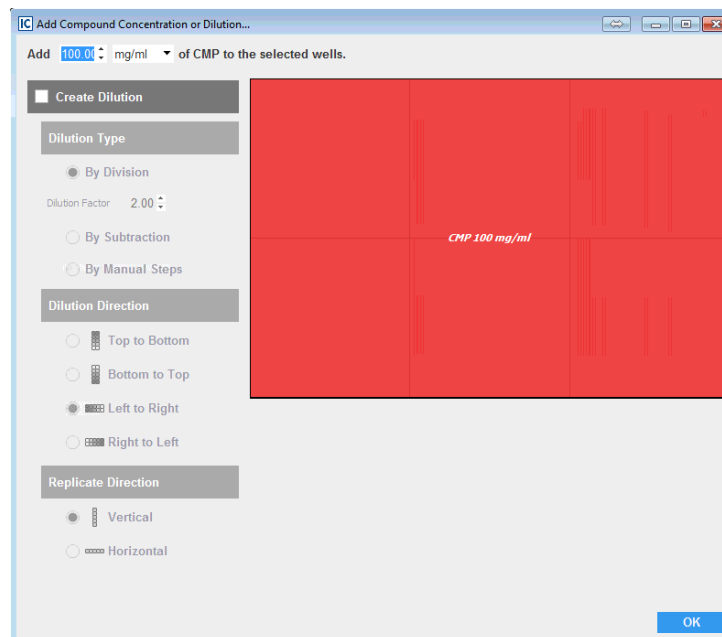 IC Add Compound Concentration or Dilution...
Add 100.00 mg/ml of CMP to the selected wells.
Create Dilution
Dilution Type
By Division
Dilution Factor 2.00
By Subtraction
By Manual Steps
CMP 100 mg/ml
Dilution Direction
Top to Bottom
Bottom to Top
Left to Right
Right to Left
Replicate Direction
Vertical
Horizontal
OK